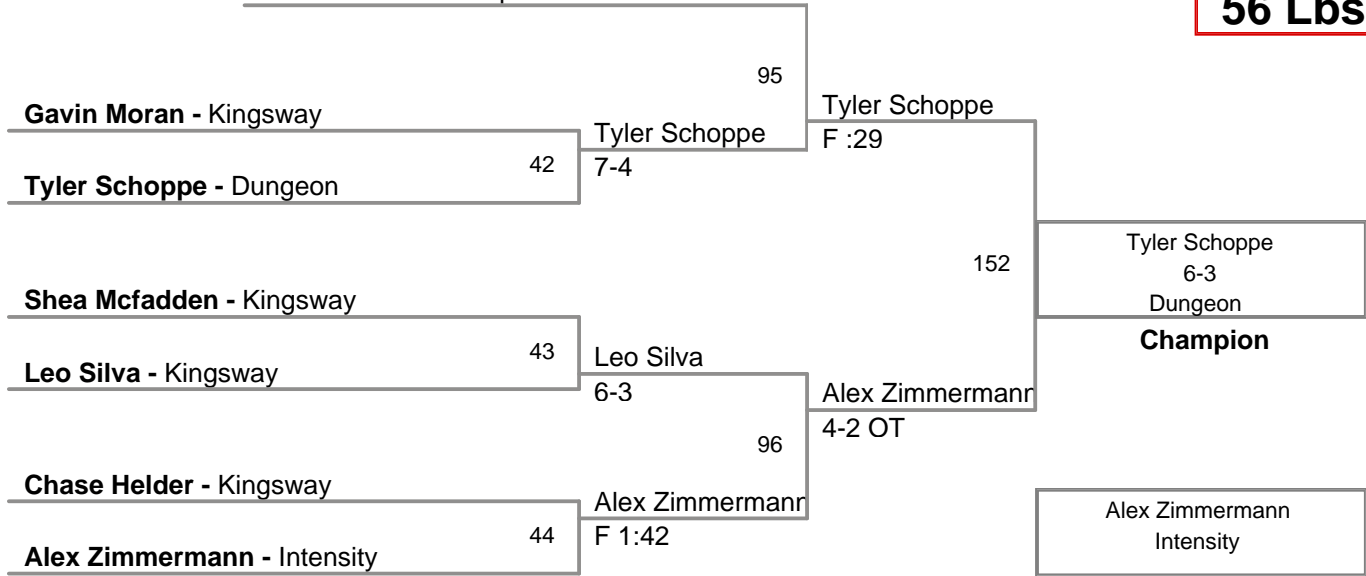 56 Lbs
95
Gavin Moran - Kingsway
Tyler Schoppe
Tyler Schoppe
F :29
42
7-4
Tyler Schoppe - Dungeon
Tyler Schoppe
152
6-3
Shea Mcfadden - Kingsway
Dungeon
Champion
43
Leo Silva
Leo Silva - Kingsway
6-3
Alex Zimmermann
4-2 OT
96
Chase Helder - Kingsway
Alex Zimmermann
Alex Zimmermann
44
F 1:42
Intensity
Alex Zimmermann - Intensity